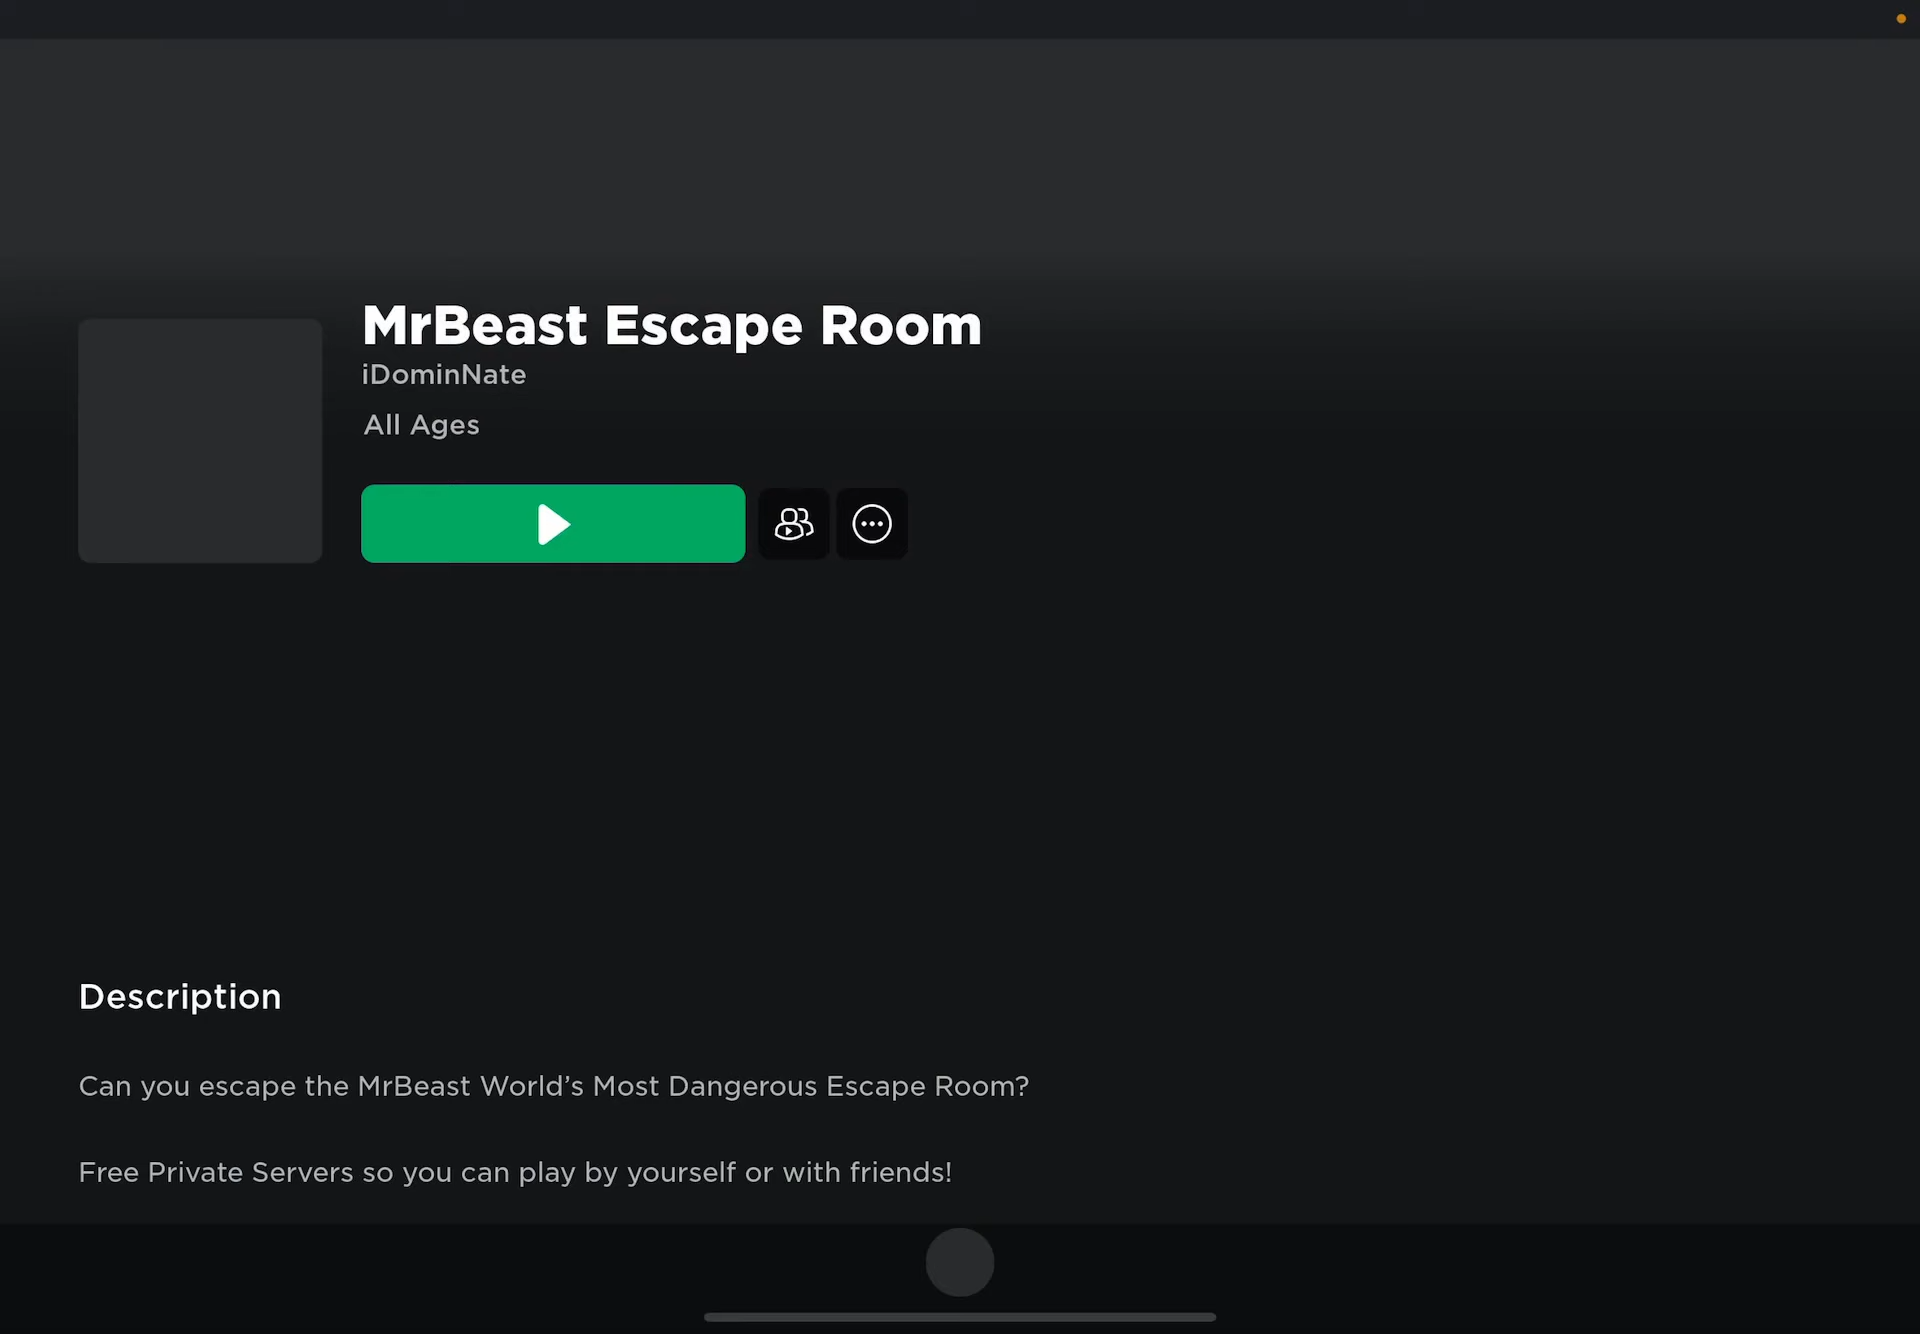 MrBeast Escape Room
iDominNate
All Ages
Description
Can you escape the MrBeast World’s Most Dangerous Escape Room?
Free Private Servers so you can play by yourself or with friends!